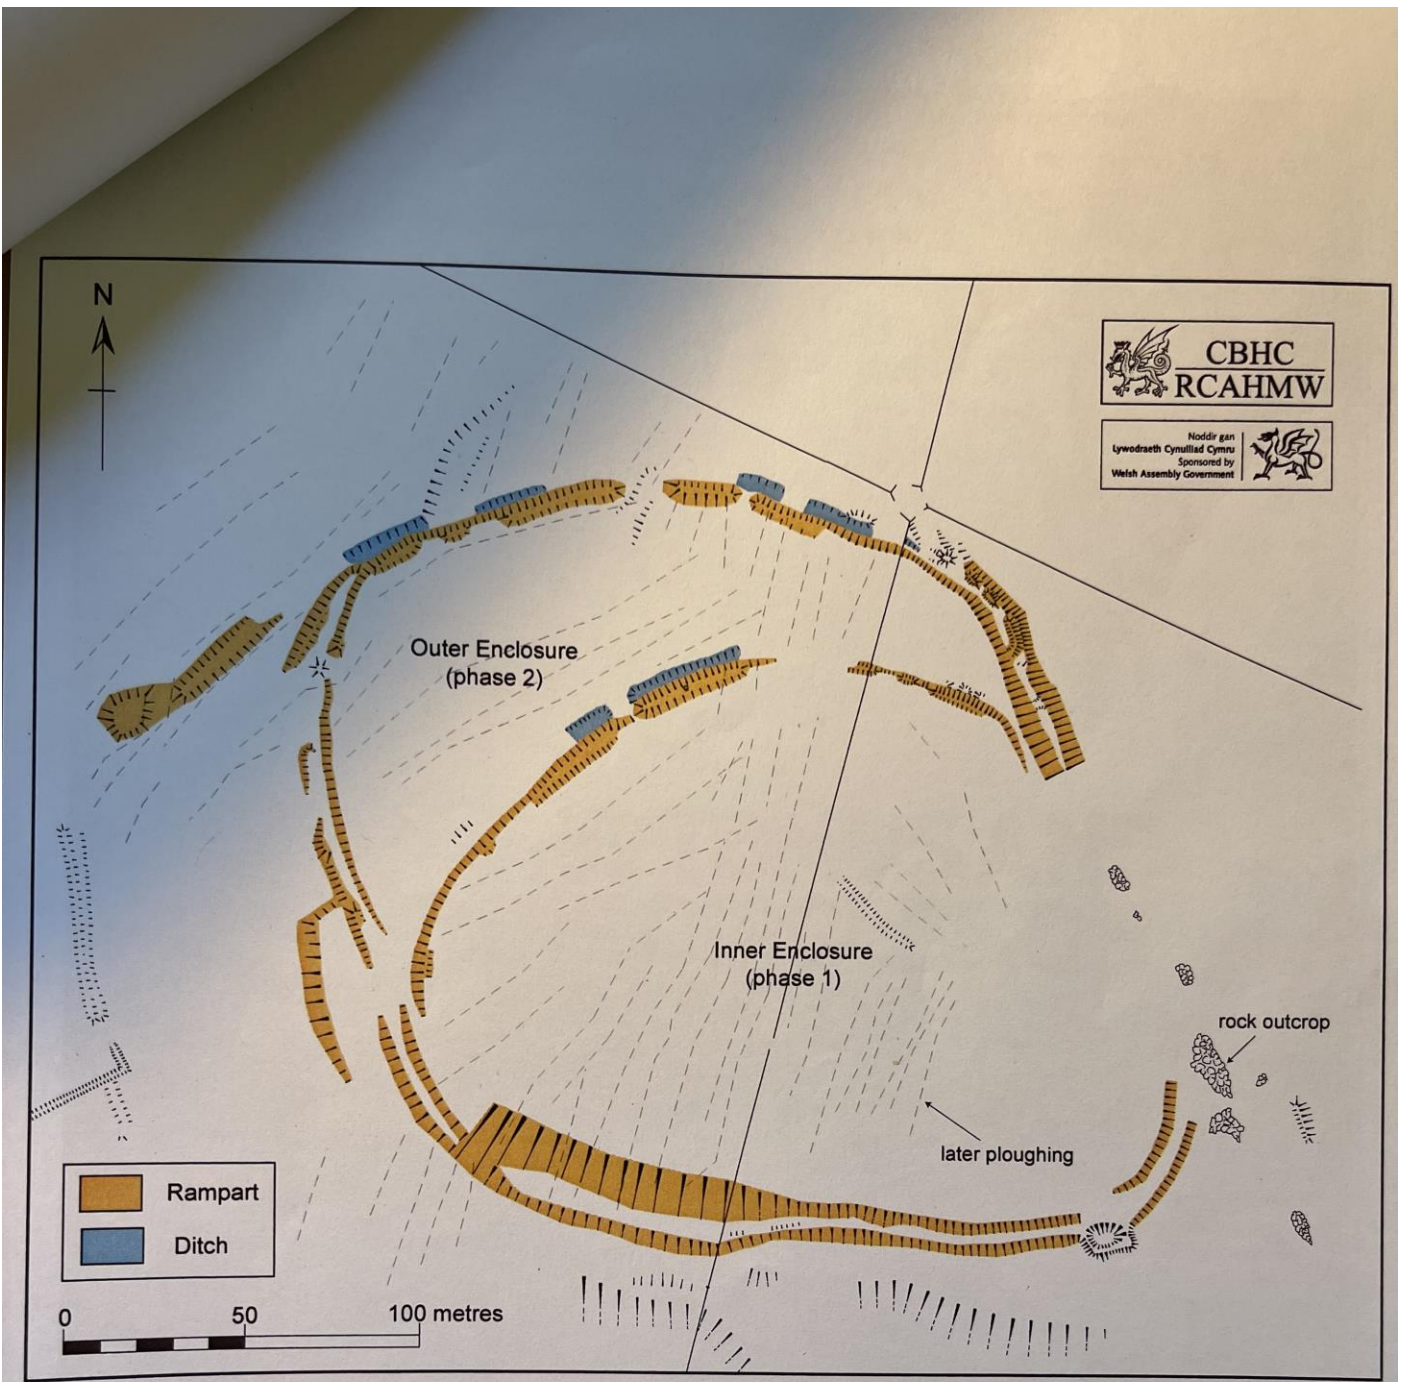 N
CBHC
RCAHMW
Noddir gan
Lywodraeth Cynulliad Cymru
Sponsored by
Welsh Assembly Government
Outer Enclosure
(phase 2)
Inner Enclosure
(phase 1)
rock outcrop
later ploughing
Rampart
Ditch
0 50 100 metres